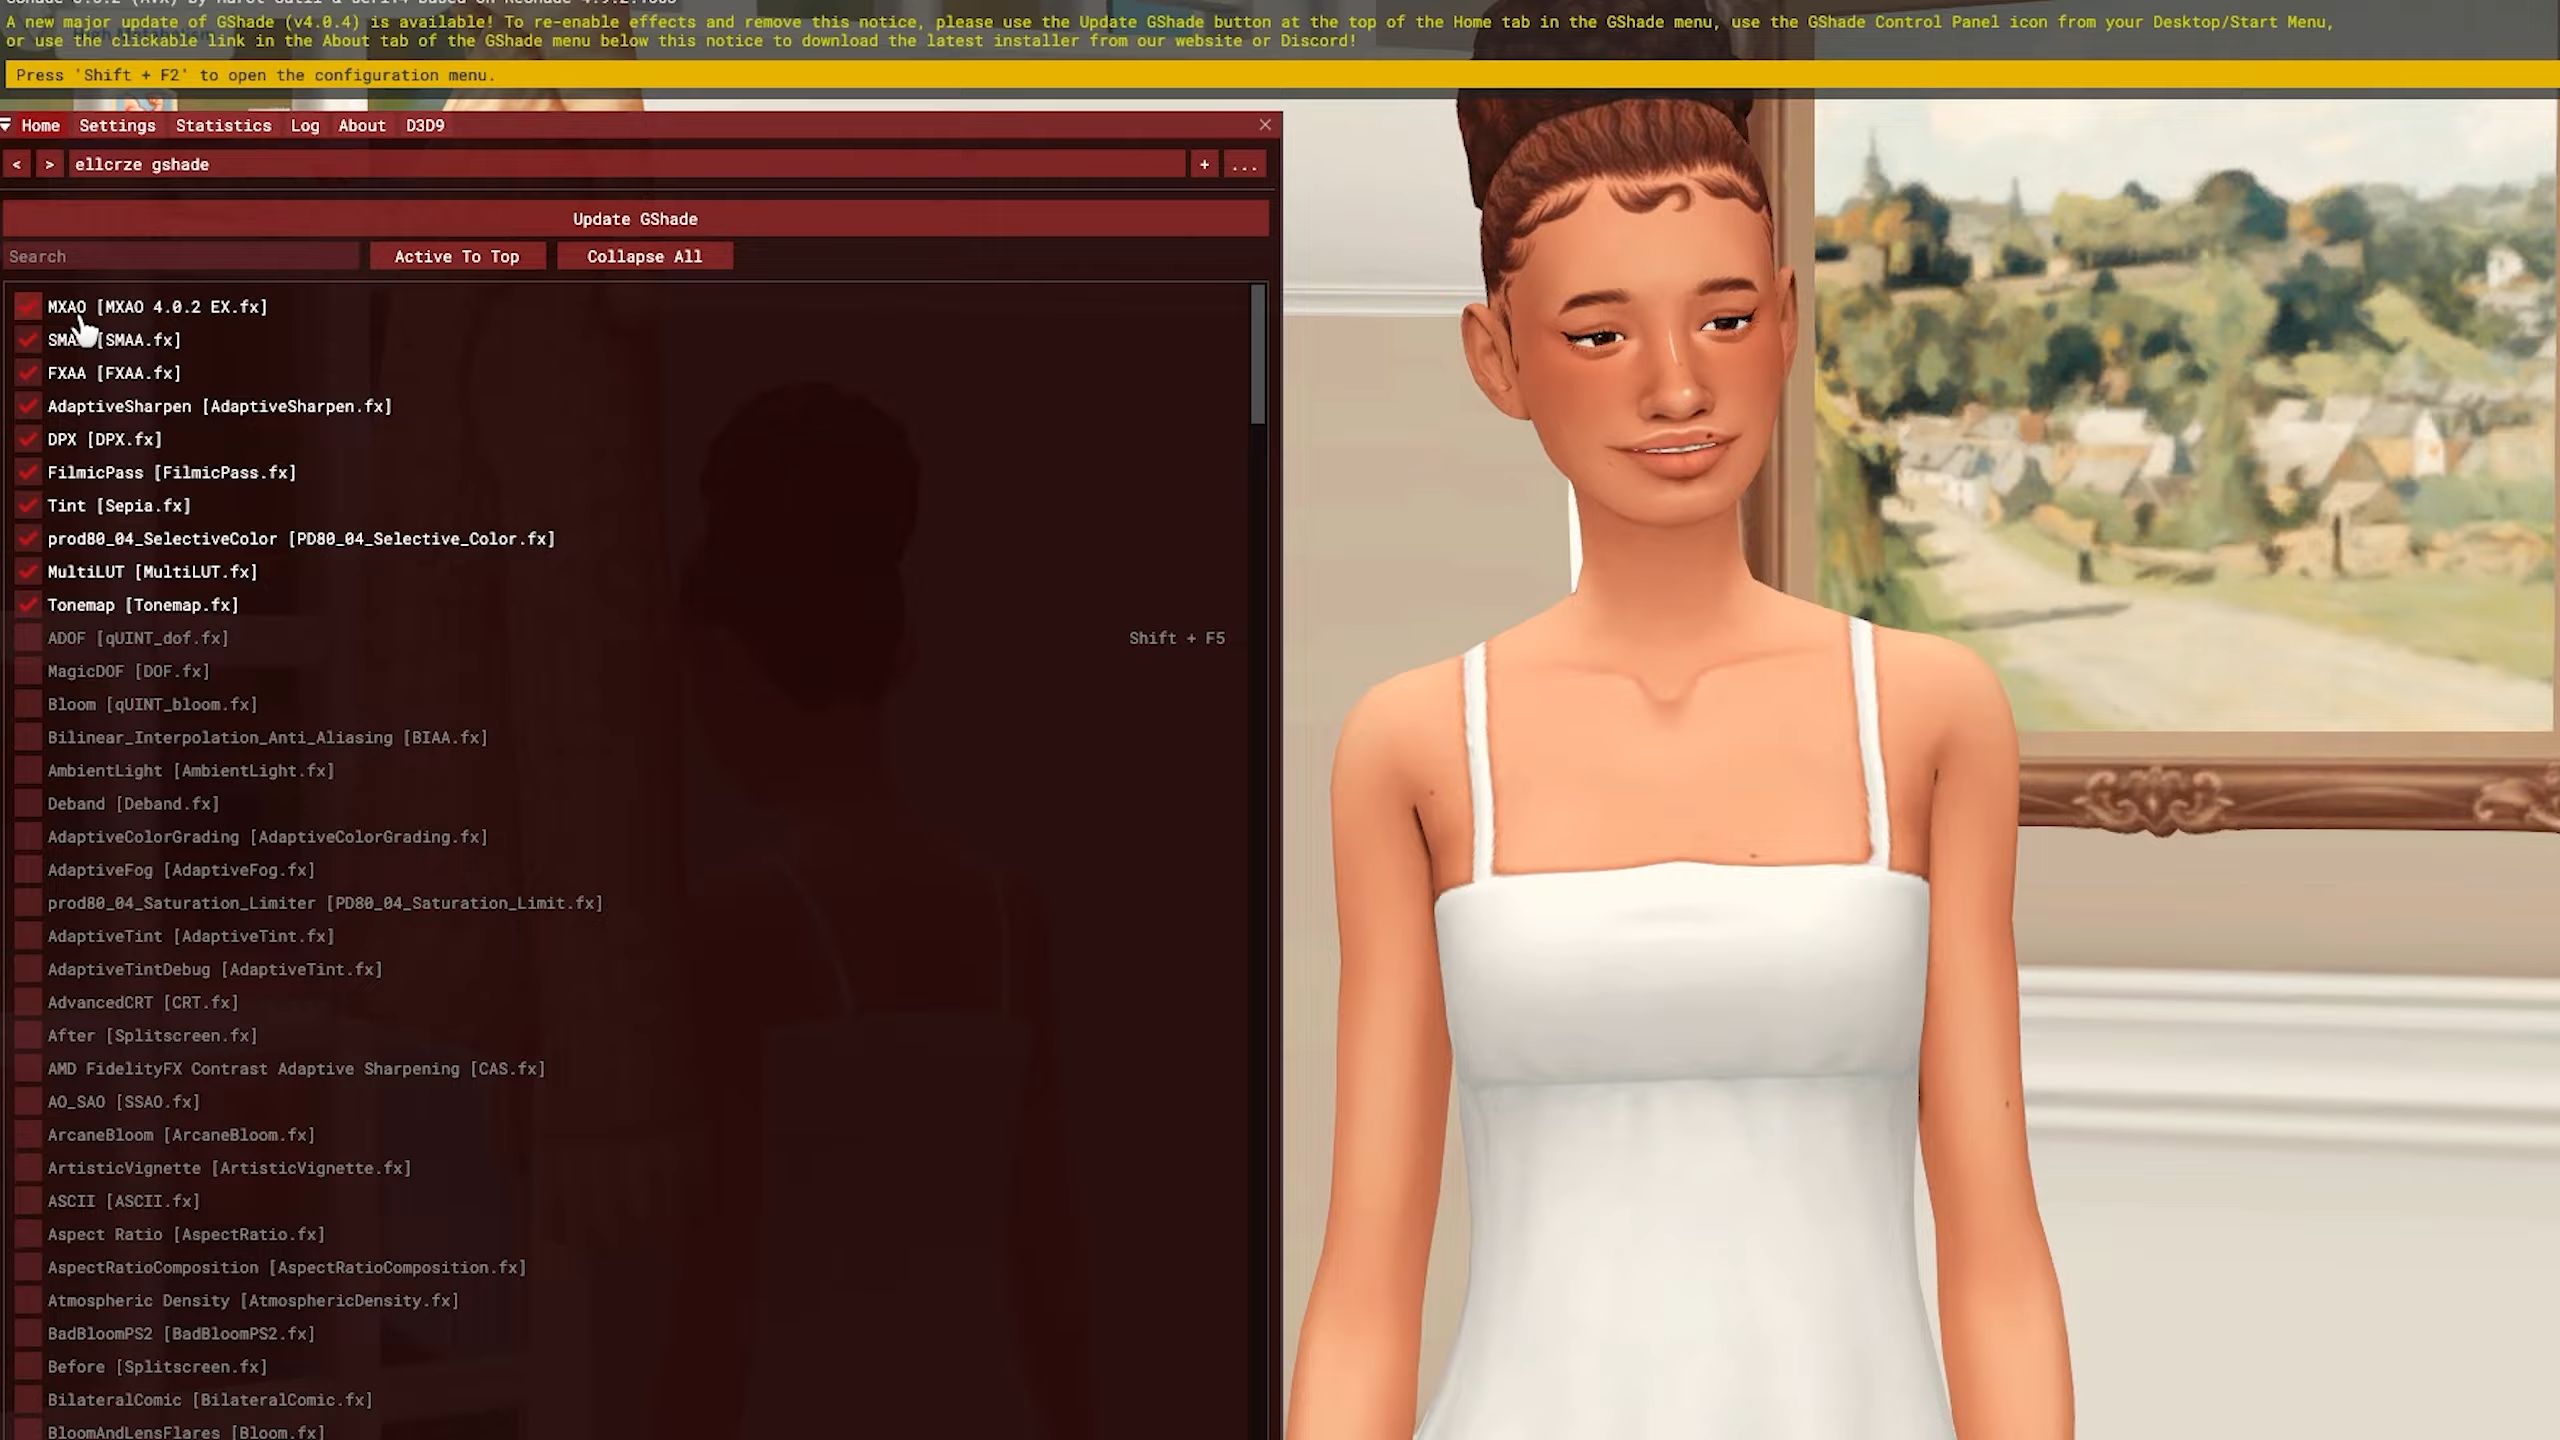 A new major update of GShade (v4.0.4) is available! To re-enable effects and remove this notice, please use the Update GShade button at the top of the Home tab in the GShade menu, use the GShade Control Panel icon from your Desktop/Start Menu,
or use the clickable link in the About tab of the GShade menu below this notice to download the latest installer from our website or Discord!
Press 'Shift + F2' to open the configuration menu.
Home Settings Statistics Log About D3D9
< > ellcrze gshade + ...
Update GShade
Search Active To Top Collapse All
MXAO [MXAO 4.0.2 EX.fx]
[SMAA.fx]
FXAA [FXAA.fx]
AdaptiveSharpen [AdaptiveSharpen.fx]
DPX [DPX.fx]
FilmicPass [FilmicPass.fx]
Tint [Sepia.fx]
prod80_04_SelectiveColor [PD80_04_Selective_Color.fx]
MultiLUT [MultiLUT.fx]
Tonemap [Tonemap.fx]
ADOF [qUINT_dof.fx] Shift + F5
MagicDOF [DOF.fx]
Bloom [qUINT_bloom.fx]
Bilinear_Interpolation_Anti_Aliasing [BIAA.fx]
AmbientLight [AmbientLight.fx]
Deband [Deband.fx]
AdaptiveColorGrading [AdaptiveColorGrading.fx]
AdaptiveFog [AdaptiveFog.fx]
prod80_04_Saturation_Limiter [PD80_04_Saturation_Limit.fx]
AdaptiveTint [AdaptiveTint.fx]
AdaptiveTintDebug [AdaptiveTint.fx]
AdvancedCRT [CRT.fx]
After [Splitscreen.fx]
AMD FidelityFX Contrast Adaptive Sharpening [CAS.fx]
AO_SAO [SSAO.fx]
ArcaneBloom [ArcaneBloom.fx]
ArtisticVignette [ArtisticVignette.fx]
ASCII [ASCII.fx]
Aspect Ratio [AspectRatio.fx]
AspectRatioComposition [AspectRatioComposition.fx]
Atmospheric Density [AtmosphericDensity.fx]
BadBloomPS2 [BadBloomPS2.fx]
Before [Splitscreen.fx]
BilateralComic [BilateralComic.fx]
BloomAndLensFlares [Bloom.fx]